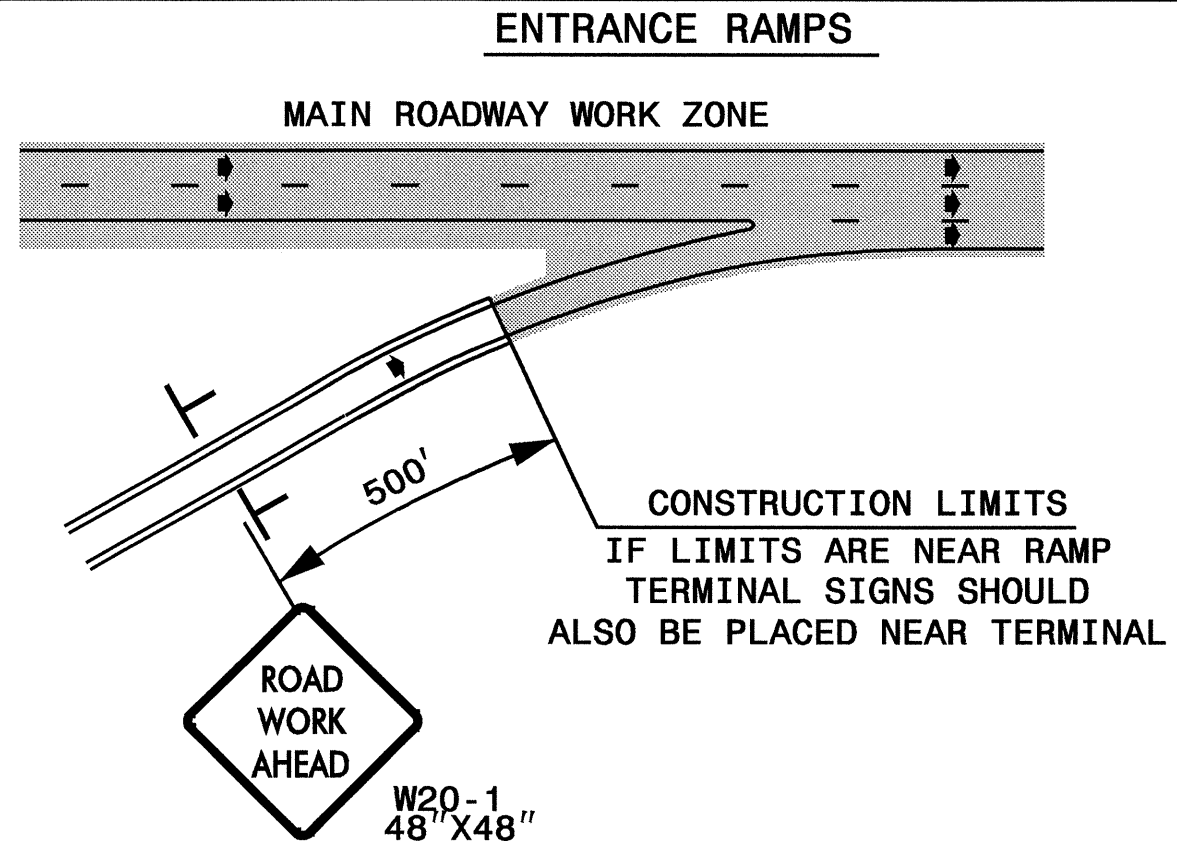 ENTRANCE RAMPS
MAIN ROADWAY WORK ZONE
500'
CONSTRUCTION LIMITS
IF LIMITS ARE NEAR RAMP
TERMINAL SIGNS SHOULD
ALSO BE PLACED NEAR TERMINAL
ROAD
WORK
AHEAD
W20-1
48"X48"